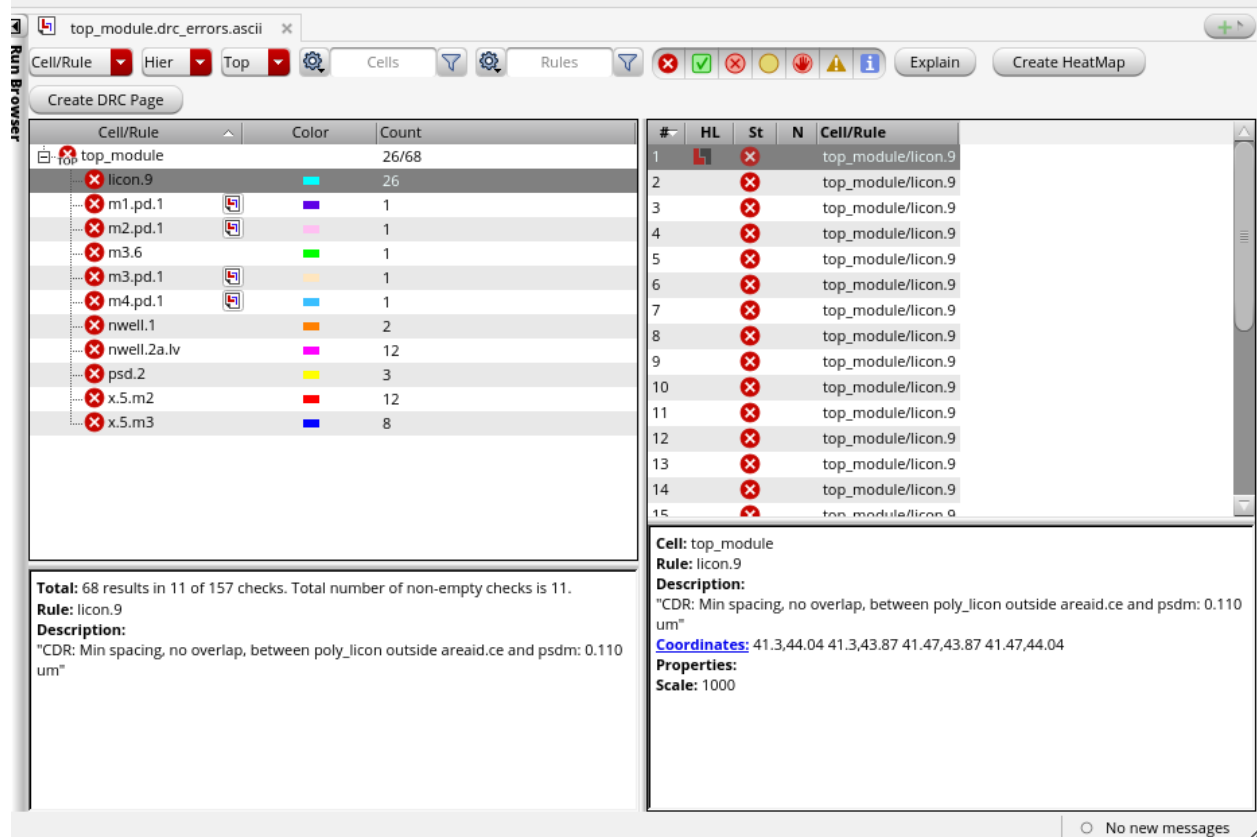 top_module.drc_errors.ascii
Run Browser
Cell/Rule Hier Top Cells Rules Explain Create HeatMap
Create DRC Page
Cell/Rule Color Count
TOP top_module 26/68
licon.9 26
m1.pd.1 1
m2.pd.1 1
m3.6 1
m3.pd.1 1
m4.pd.1 1
nwell.1 2
nwell.2a.lv 12
psd.2 3
x.5.m2 12
x.5.m3 8
Total: 68 results in 11 of 157 checks. Total number of non-empty checks is 11.
Rule: licon.9
Description:
"CDR: Min spacing, no overlap, between poly_licon outside areaid.ce and psdm: 0.110
um"
# HL St N Cell/Rule
1 top_module/licon.9
2 top_module/licon.9
3 top_module/licon.9
4 top_module/licon.9
5 top_module/licon.9
6 top_module/licon.9
7 top_module/licon.9
8 top_module/licon.9
9 top_module/licon.9
10 top_module/licon.9
11 top_module/licon.9
12 top_module/licon.9
13 top_module/licon.9
14 top_module/licon.9
15 top_module/licon.9
Cell: top_module
Rule: licon.9
Description:
"CDR: Min spacing, no overlap, between poly_licon outside areaid.ce and psdm: 0.110
um"
Coordinates: 41.3,44.04 41.3,43.87 41.47,43.87 41.47,44.04
Properties:
Scale: 1000
No new messages